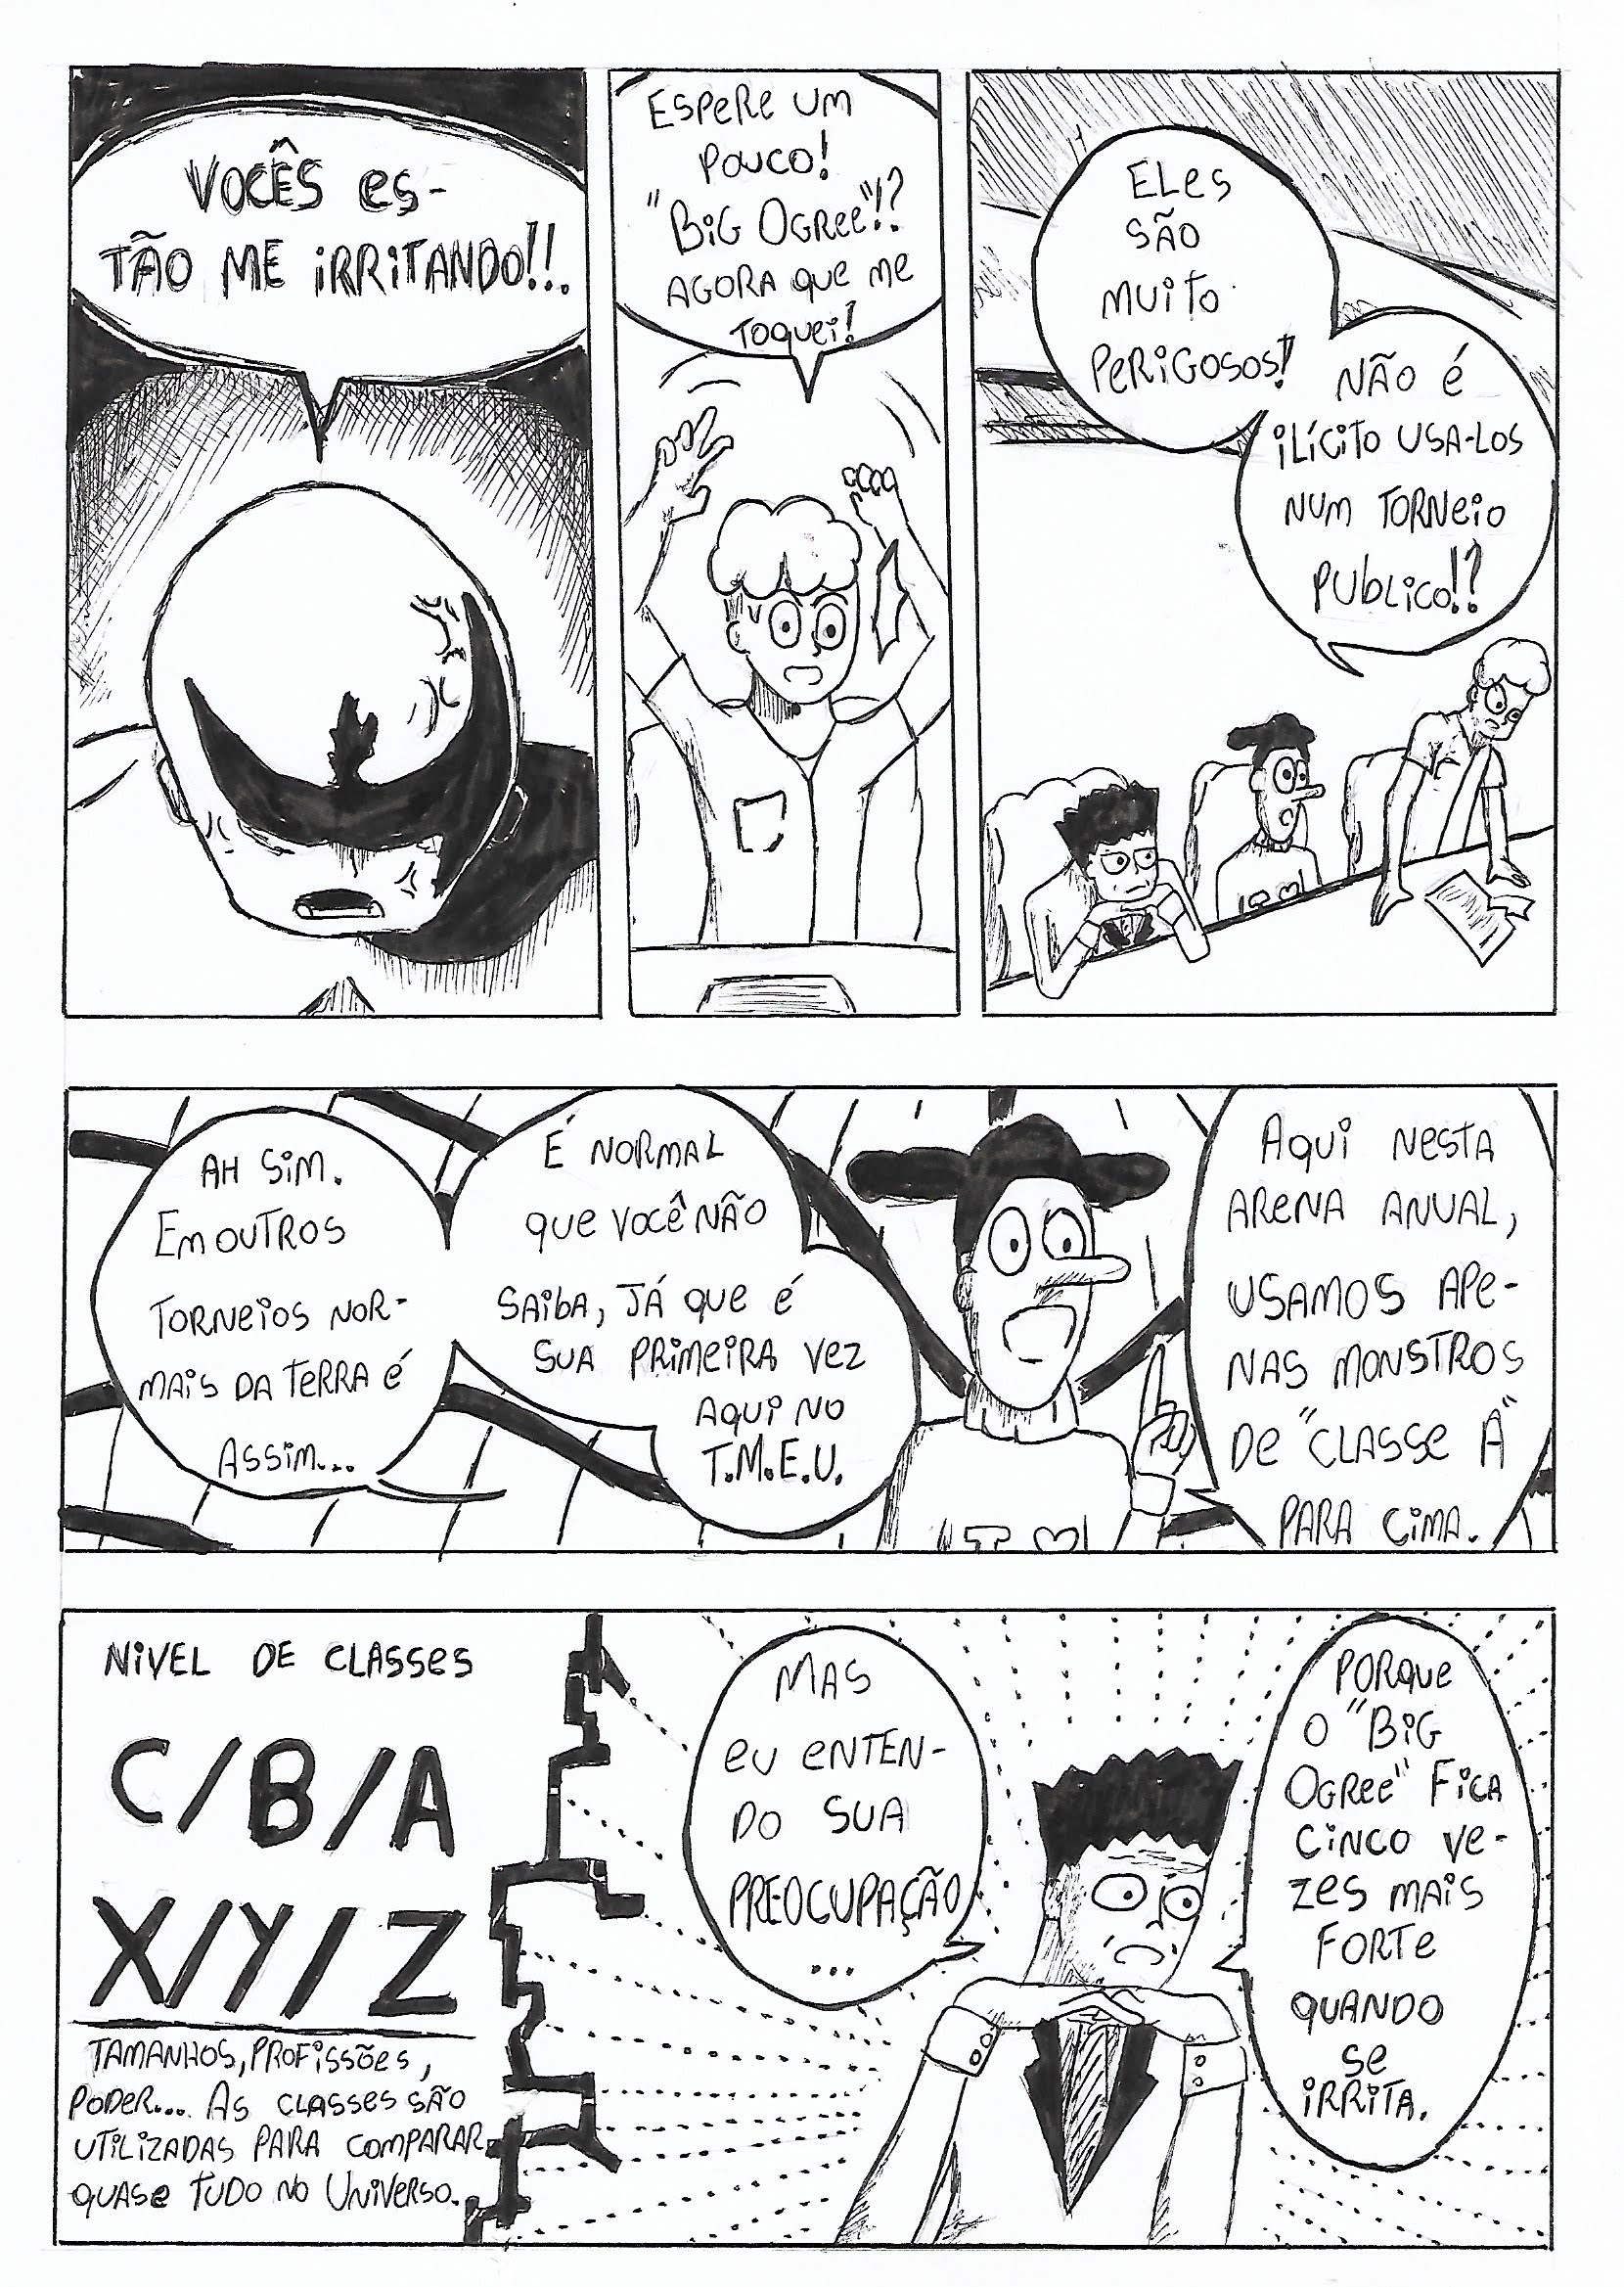 VOCÊS ES-
TÃO ME IRRITANDO!!.
ESPERE UM
POUCO!
"BIG OGREE"!?
AGORA QUE ME
TOQUEI!
ELES
SÃO
MUITO
PERIGOSOS!
NÃO É
ILÍCITO USA-LOS
NUM TORNEIO
PUBLICO!?
AH SIM.
EM OUTROS
TORNEIOS NOR-
MAIS DA TERRA É
ASSIM...
É NORMAL
QUE VOCÊ NÃO
SAIBA, JÁ QUE É
SUA PRIMEIRA VEZ
AQUI NO
T.M.E.U.
AQUI NESTA
ARENA ANUAL,
USAMOS APE-
NAS MONSTROS
DE "CLASSE A"
PARA CIMA.
NIVEL DE CLASSES
C/B/A
X/Y/Z
TAMANHOS, PROFISSÕES,
PODER... AS CLASSES SÃO
UTILIZADAS PARA COMPARAR
QUASE TUDO NO UNIVERSO.
MAS
EU ENTEN-
DO SUA
PREOCUPAÇÃO
...
PORQUE
O "BIG
OGREE" FICA
CINCO VE-
ZES MAIS
FORTE
QUANDO
SE
IRRITA.